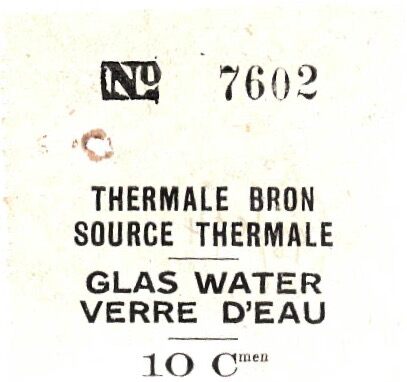 No 7602
THERMALE BRON
SOURCE THERMALE
GLAS WATER
VERRE D'EAU
10 Cmen